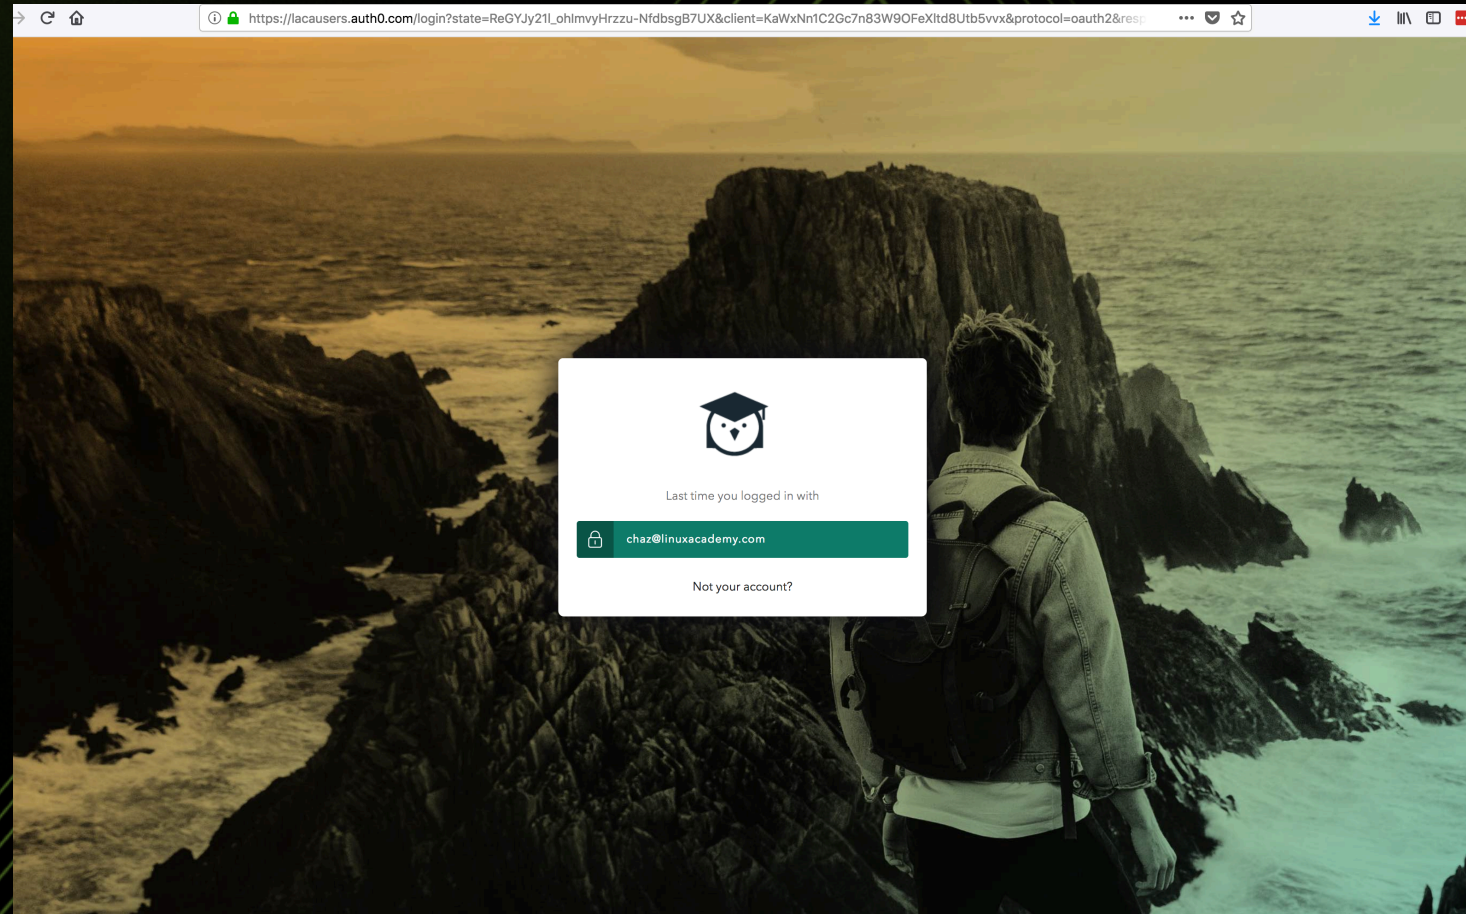 https://lacausers.auth0.com/login?state=ReGYJy21l_ohlmvyHrzzu-NfdbsgB7UX&client=KaWxNn1C2Gc7n83W9OFeXltd8Utb5vvx&protocol=oauth2&resp
Last time you logged in with
chaz@linuxacademy.com
Not your account?